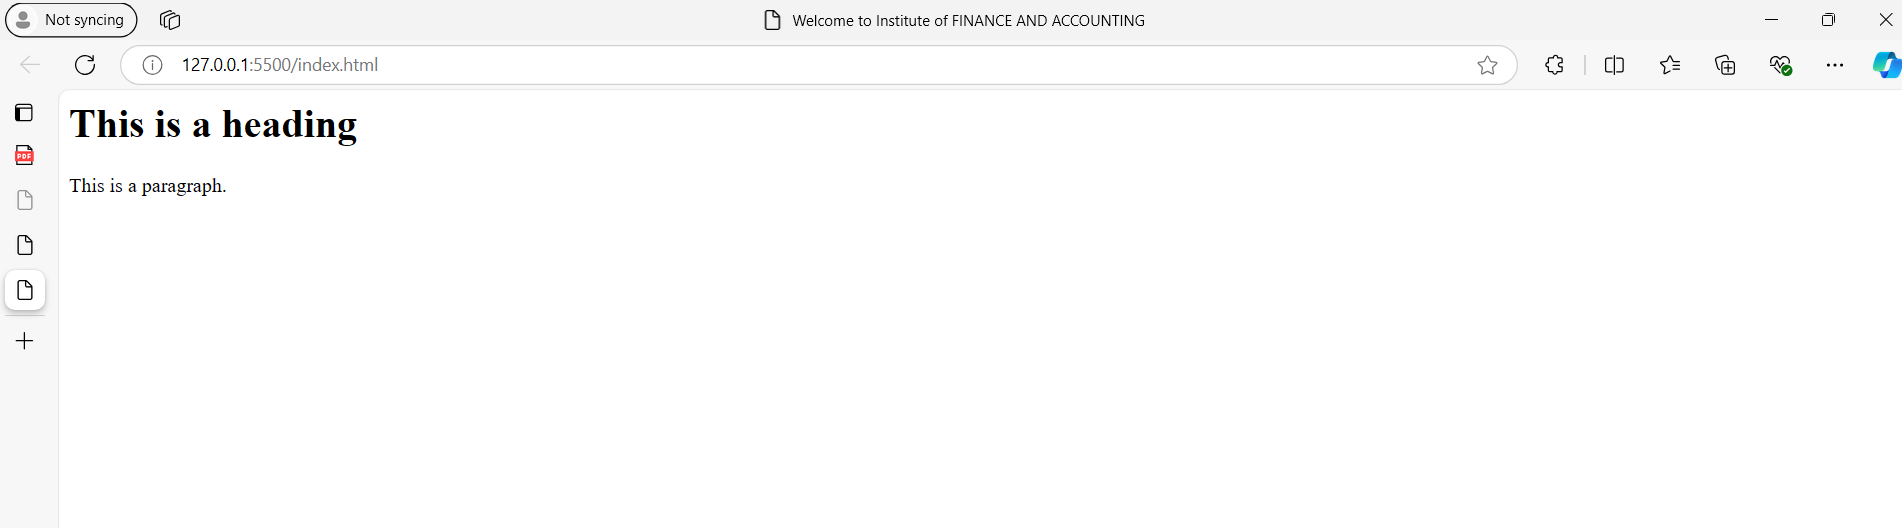 Not syncing
Welcome to Institute of FINANCE AND ACCOUNTING
127.0.0.1:5500/index.html
PDF
This is a heading
This is a paragraph.